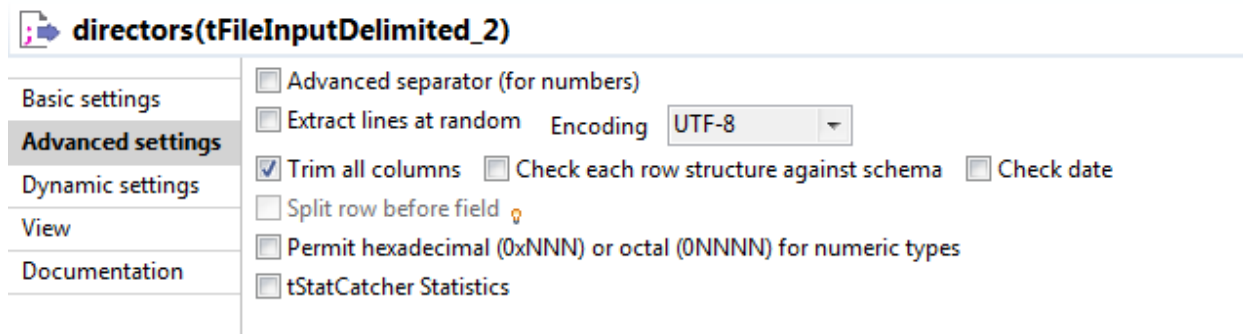 directors(tFileInputDelimited_2)
Basic settings
Advanced settings
Dynamic settings
View
Documentation
Advanced separator (for numbers)
Extract lines at random Encoding UTF-8
Trim all columns Check each row structure against schema Check date
Split row before field
Permit hexadecimal (0xNNN) or octal (0NNNN) for numeric types
tStatCatcher Statistics